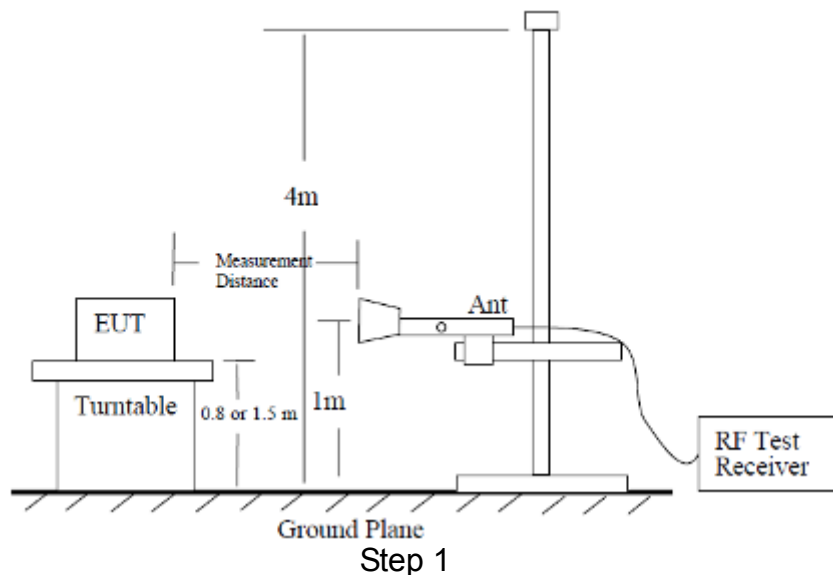 4m
Measurement
Distance
Ant
EUT
Turntable
0.8 or 1.5 m
1m
RF Test
Receiver
Ground Plane
Step 1